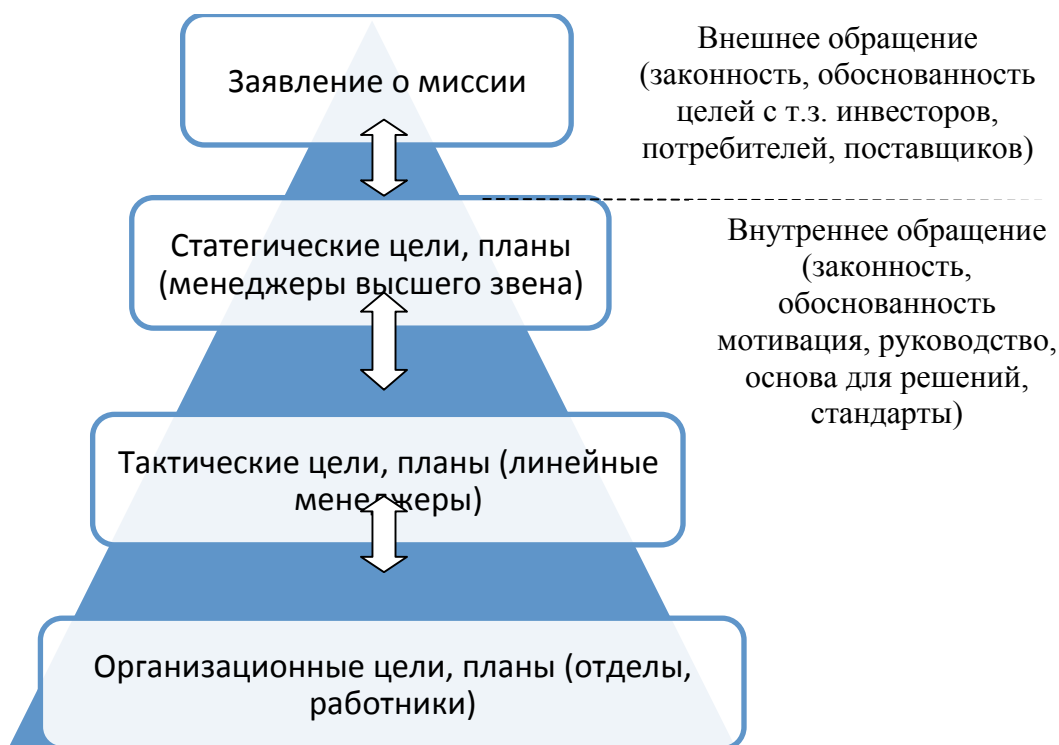 Заявление о миссии
Внешнее обращение
(законность, обоснованность
целей с т.з. инвесторов,
потребителей, поставщиков)
Статегические цели, планы
(менеджеры высшего звена)
Внутреннее обращение
(законность,
обоснованность
мотивация, руководство,
основа для решений,
стандарты)
Тактические цели, планы (линейные
менеджеры)
Организационные цели, планы (отделы,
работники)